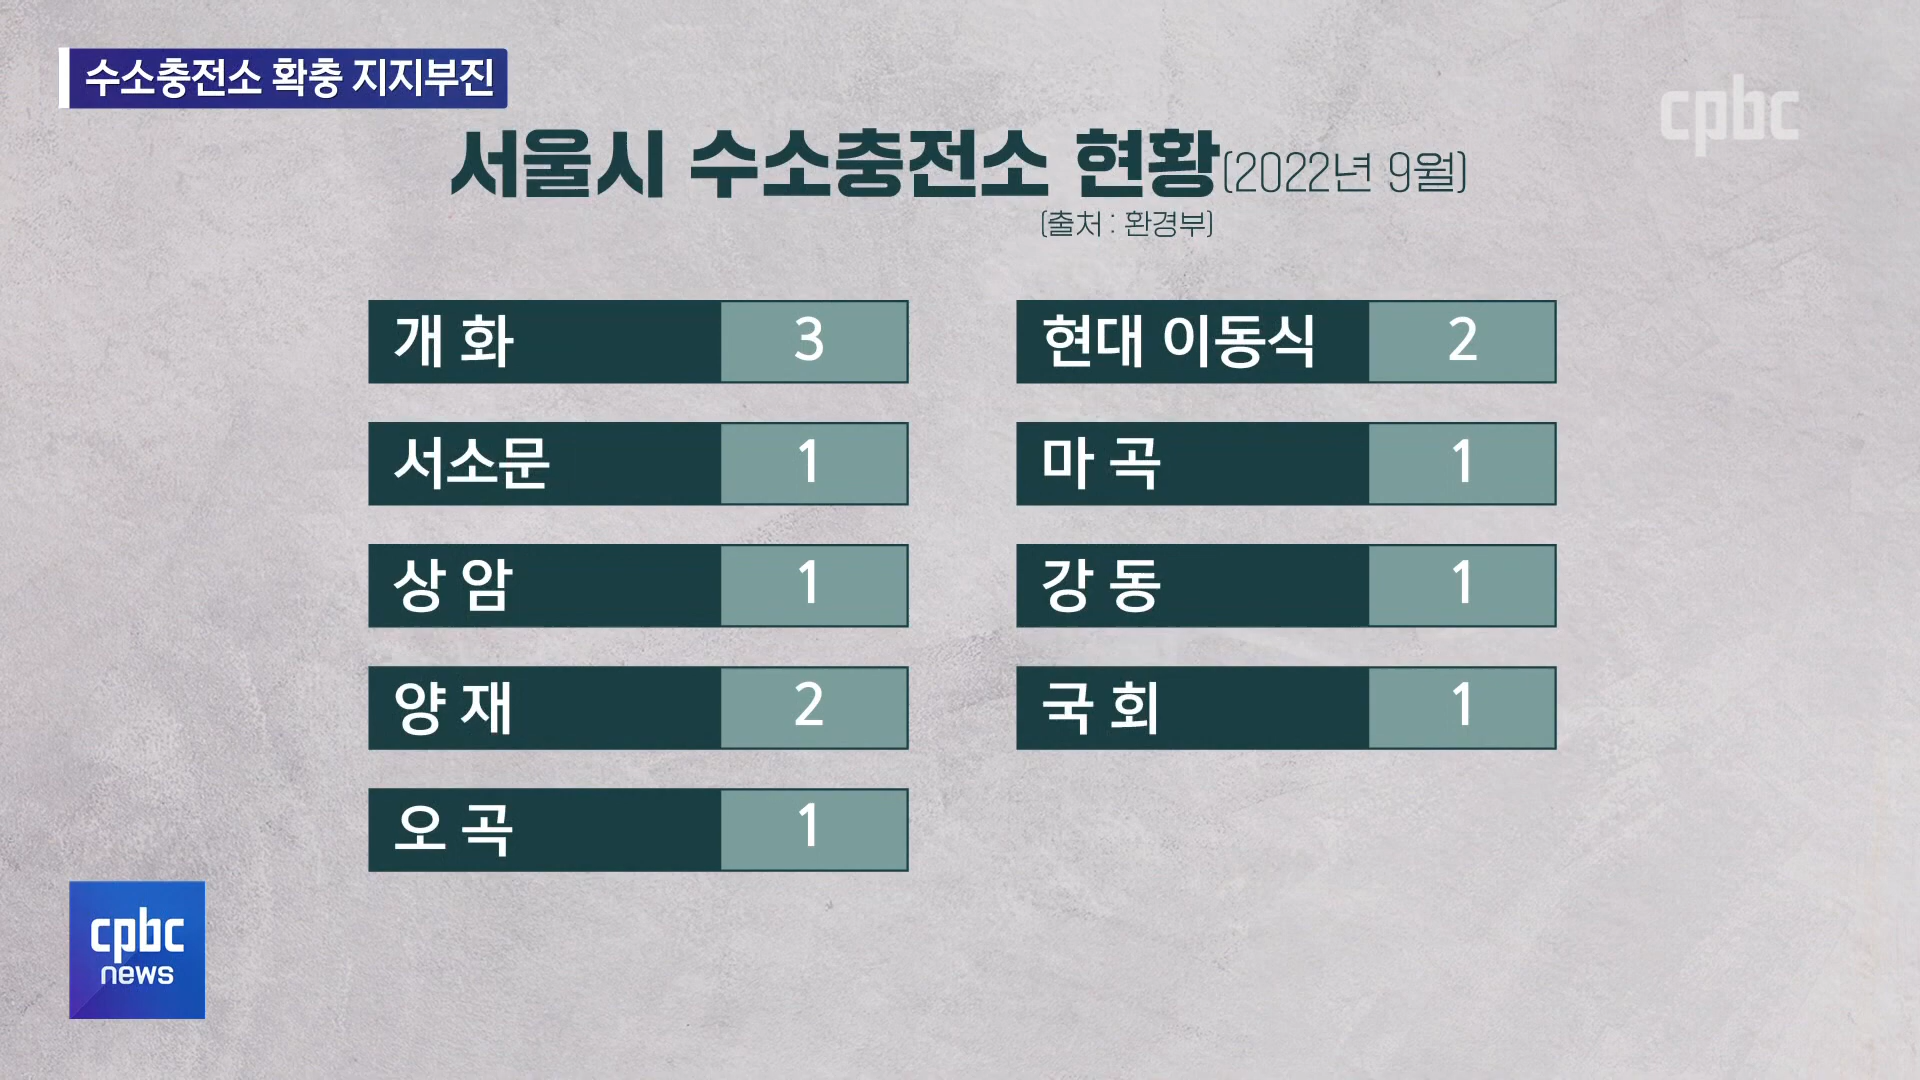 수소충전소 확충 지지부진
cpbc
서울시 수소충전소 현황(2022년 9월)
(출처 : 환경부)
개 화 3
서소문 1
상 암 1
양 재 2
오 곡 1
현대 이동식 2
마 곡 1
강 동 1
국 회 1
cpbc
news